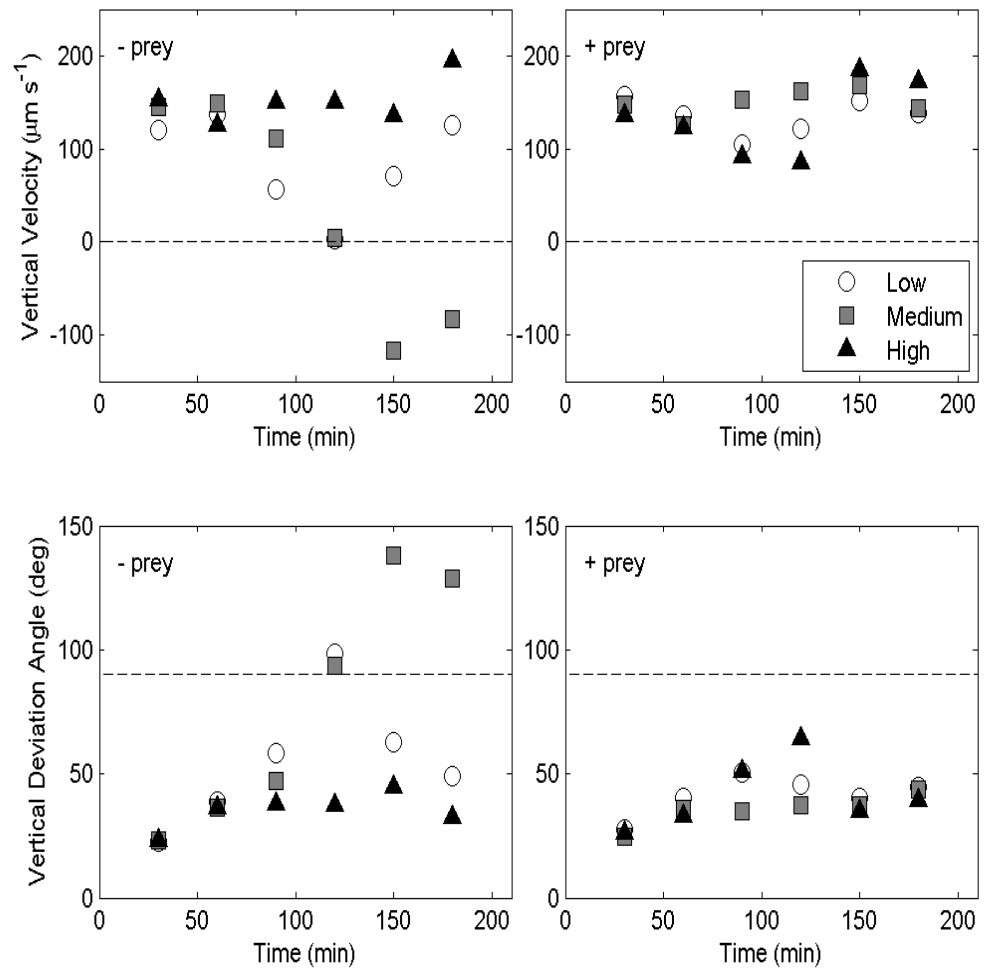 - prey
+ prey
Vertical Velocity (μm s-1)
200
100
0
-100
200
100
0
-100
Low
Medium
High
0 50 100 150 200
0 50 100 150 200
Time (min)
Time (min)
- prey
+ prey
Vertical Deviation Angle (deg)
150
100
50
0
150
100
50
0
0 50 100 150 200
0 50 100 150 200
Time (min)
Time (min)